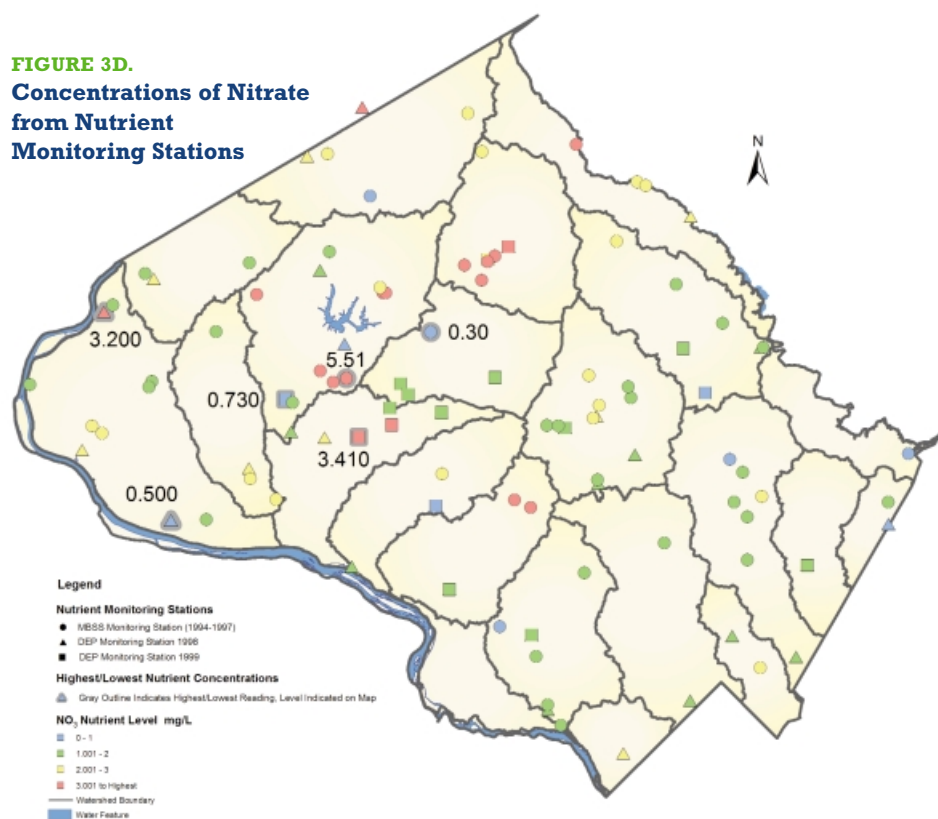 FIGURE 3D.
Concentrations of Nitrate
from Nutrient
Monitoring Stations
N
3.200
0.30
5.51
0.730
3.410
0.500
Legend
Nutrient Monitoring Stations
MBSS Monitoring Station (1994-1997)
DEP Monitoring Station 1998
DEP Monitoring Station 1999
Highest/Lowest Nutrient Concentrations
Gray Outline Indicates Highest/Lowest Reading, Level Indicated on Map
NO3 Nutrient Level mg/L
0 - 1
1.001 - 2
2.001 - 3
3.001 to Highest
Watershed Boundary
Water Feature